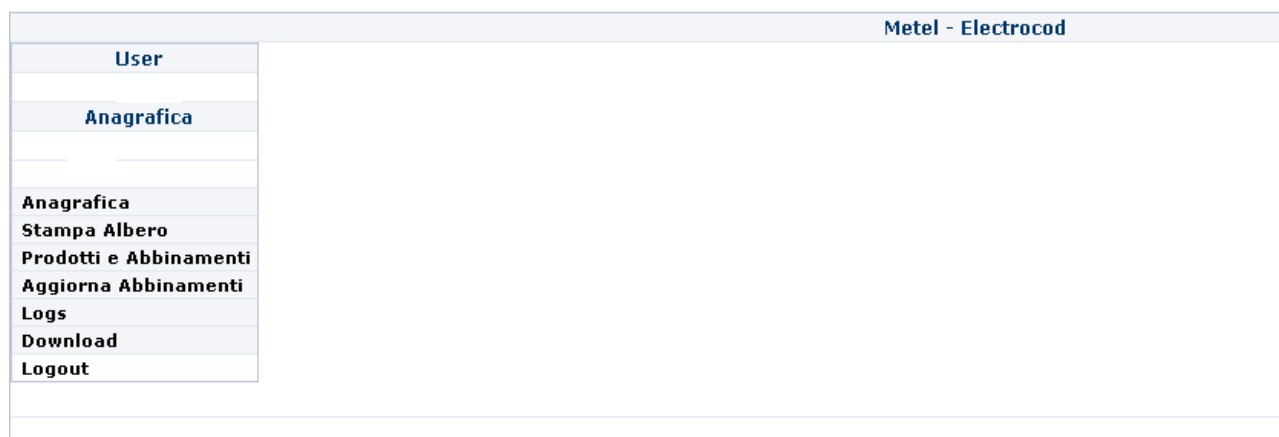 Metel - Electrocod
User
Anagrafica
Anagrafica
Stampa Albero
Prodotti e Abbinamenti
Aggiorna Abbinamenti
Logs
Download
Logout